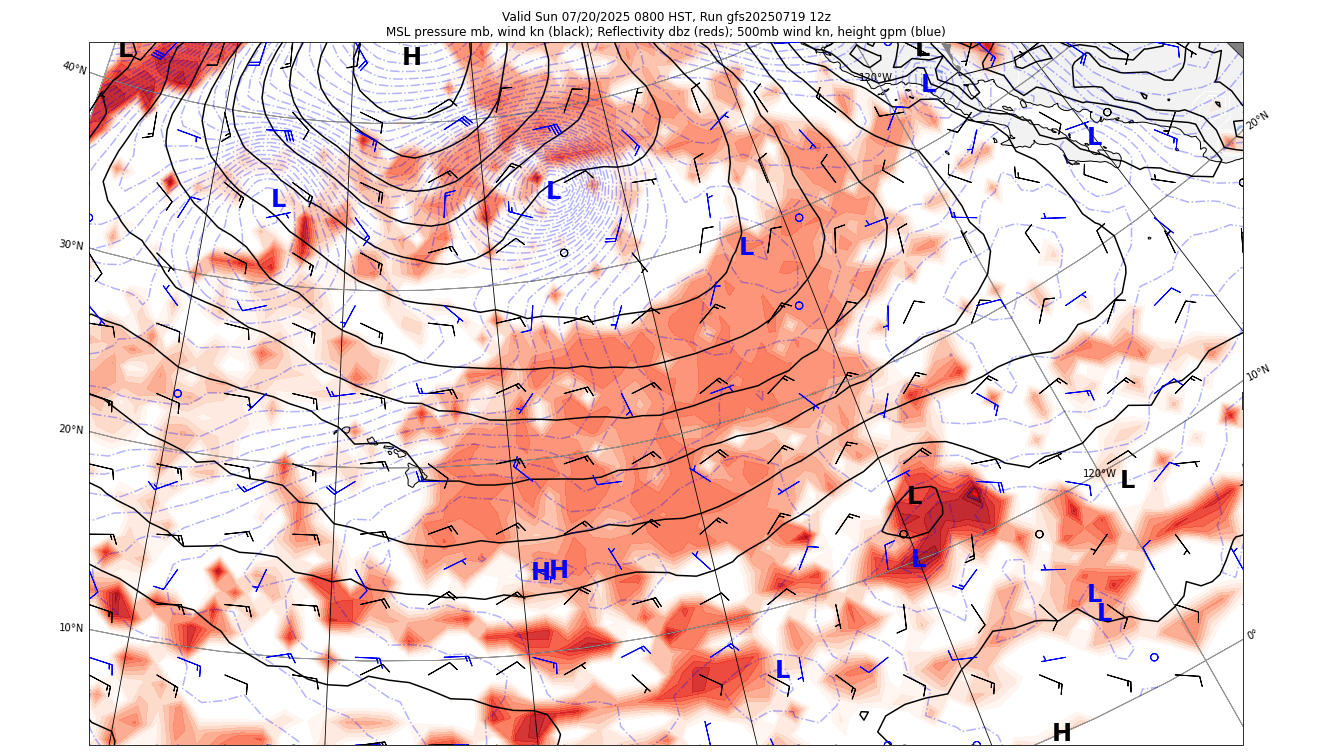 Valid Sun 07/20/2025 0800 HST, Run gfs20250719 12z
MSL pressure mb, wind kn (black); Reflectivity dbz (reds); 500mb wind kn, height gpm (blue)
L
H
L
40°N
120°W
L
20°N
L
L
L
30°N
L
10°N
20°N
120°W
L
L
L
HH
L
L
10°N
0°
L
H